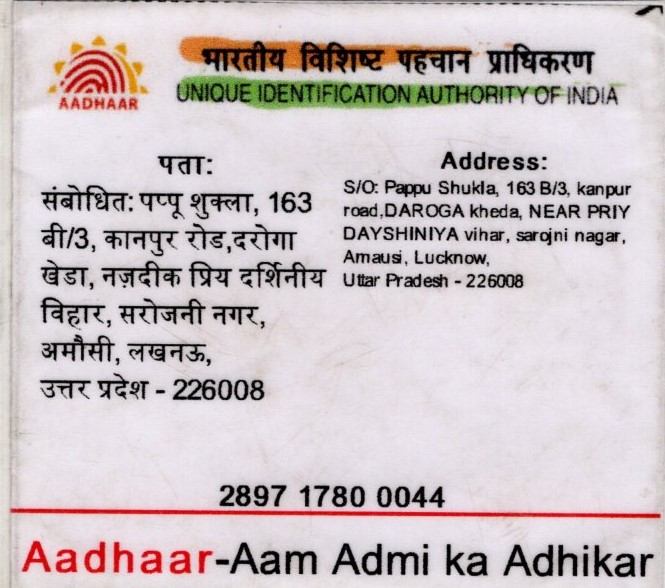 भारतीय विशिष्ट पहचान प्राधिकरण
AADHAAR
UNIQUE IDENTIFICATION AUTHORITY OF INDIA
पता:
संबोधित: पप्पू शुक्ला, 163
बी/3, कानपुर रोड,दरोगा
खेडा, नज़दीक प्रिय दर्शिनीय
विहार, सरोजनी नगर,
अमौसी, लखनऊ,
उत्तर प्रदेश - 226008
Address:
S/O: Pappu Shukla, 163 B/3, kanpur
road,DAROGA kheda, NEAR PRIY
DAYSHINIYA vihar, sarojni nagar,
Amausi, Lucknow,
Uttar Pradesh - 226008
2897 1780 0044
Aadhaar-Aam Admi ka Adhikar